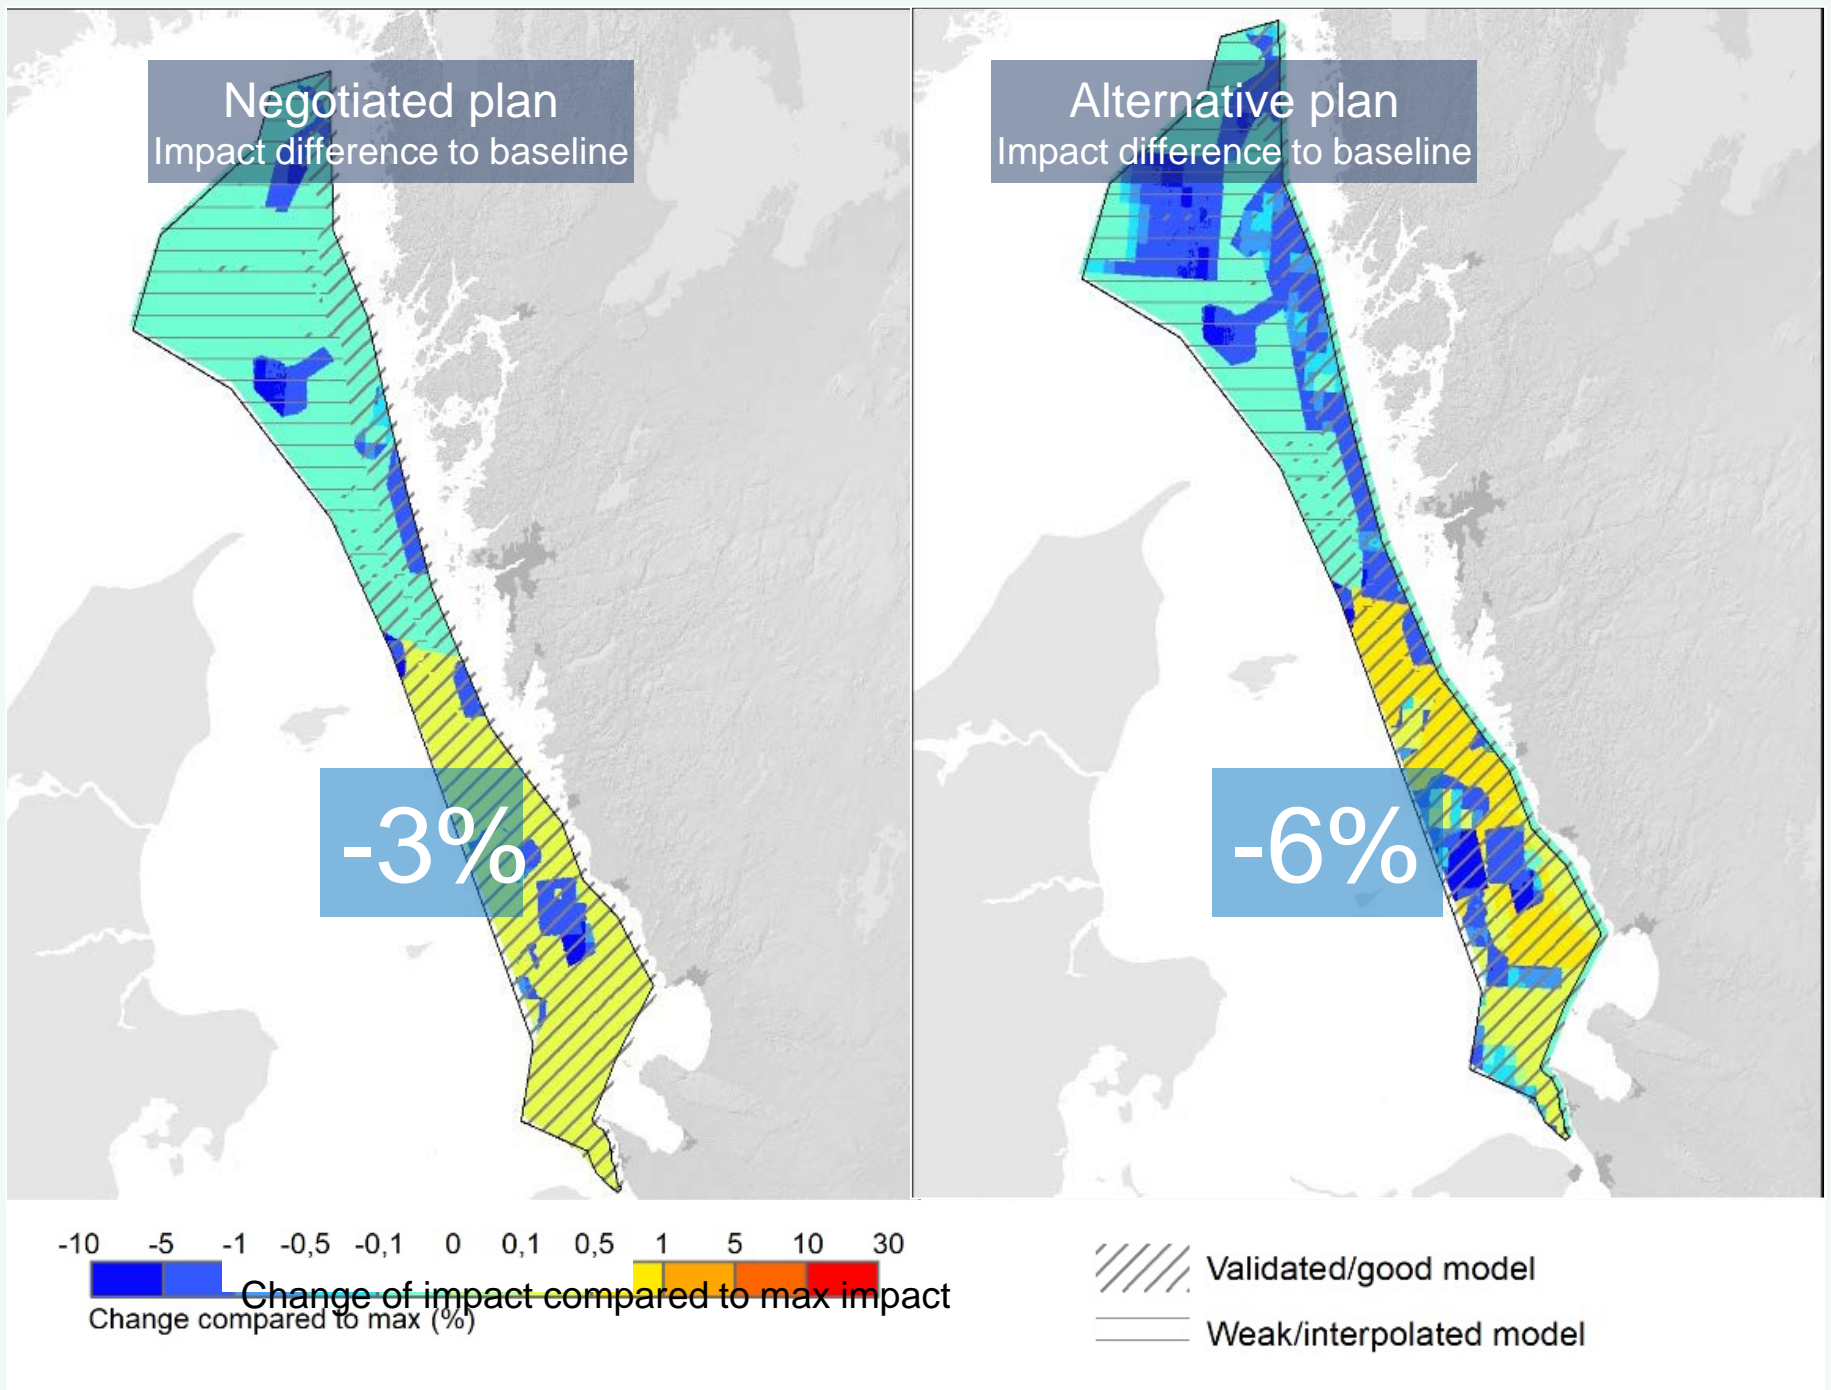 Negotiated plan
Impact difference to baseline
Alternative plan
Impact difference to baseline
-3%
-6%
-10 -5 -1 -0,5 -0,1 0 0,1 0,5 1 5 10 30
Change of impact compared to max impact
Change compared to max (%)
Validated/good model
Weak/interpolated model